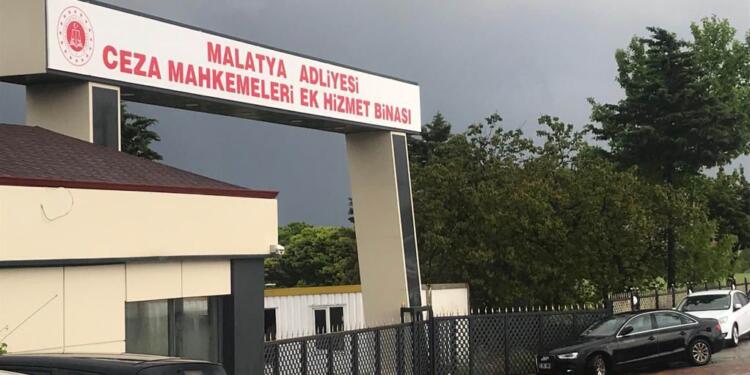 MALATYA ADLİYESİ
CEZA MAHKEMELERİ EK HİZMET BİNASI